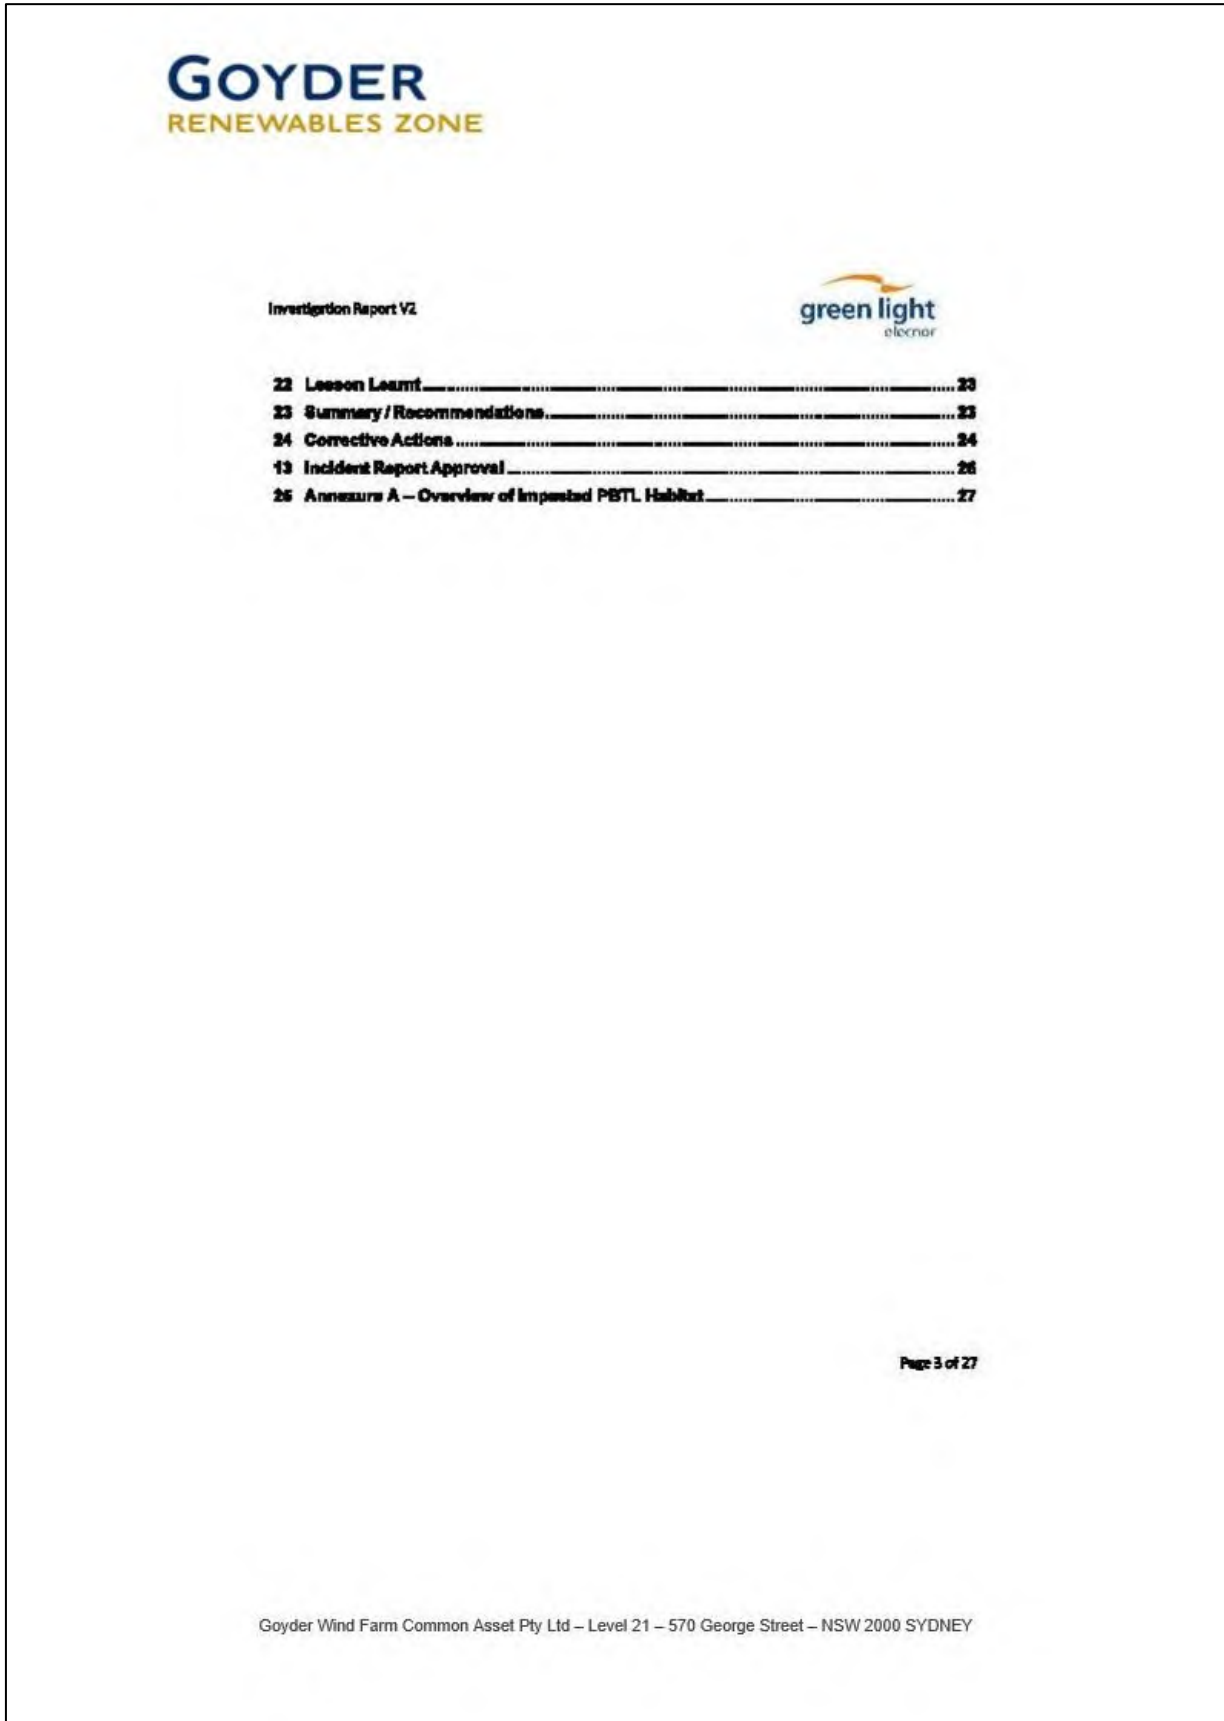 GOYDER
RENEWABLES ZONE
Investigation Report V2
green light
elecnor
22 Lesson Learnt 23
23 Summary / Recommendations 23
24 Corrective Actions 24
13 Incident Report Approval 26
26 Annexure A – Overview of Impacted PBTL Habitat 27
Page 3 of 27
Goyder Wind Farm Common Asset Pty Ltd – Level 21 – 570 George Street – NSW 2000 SYDNEY